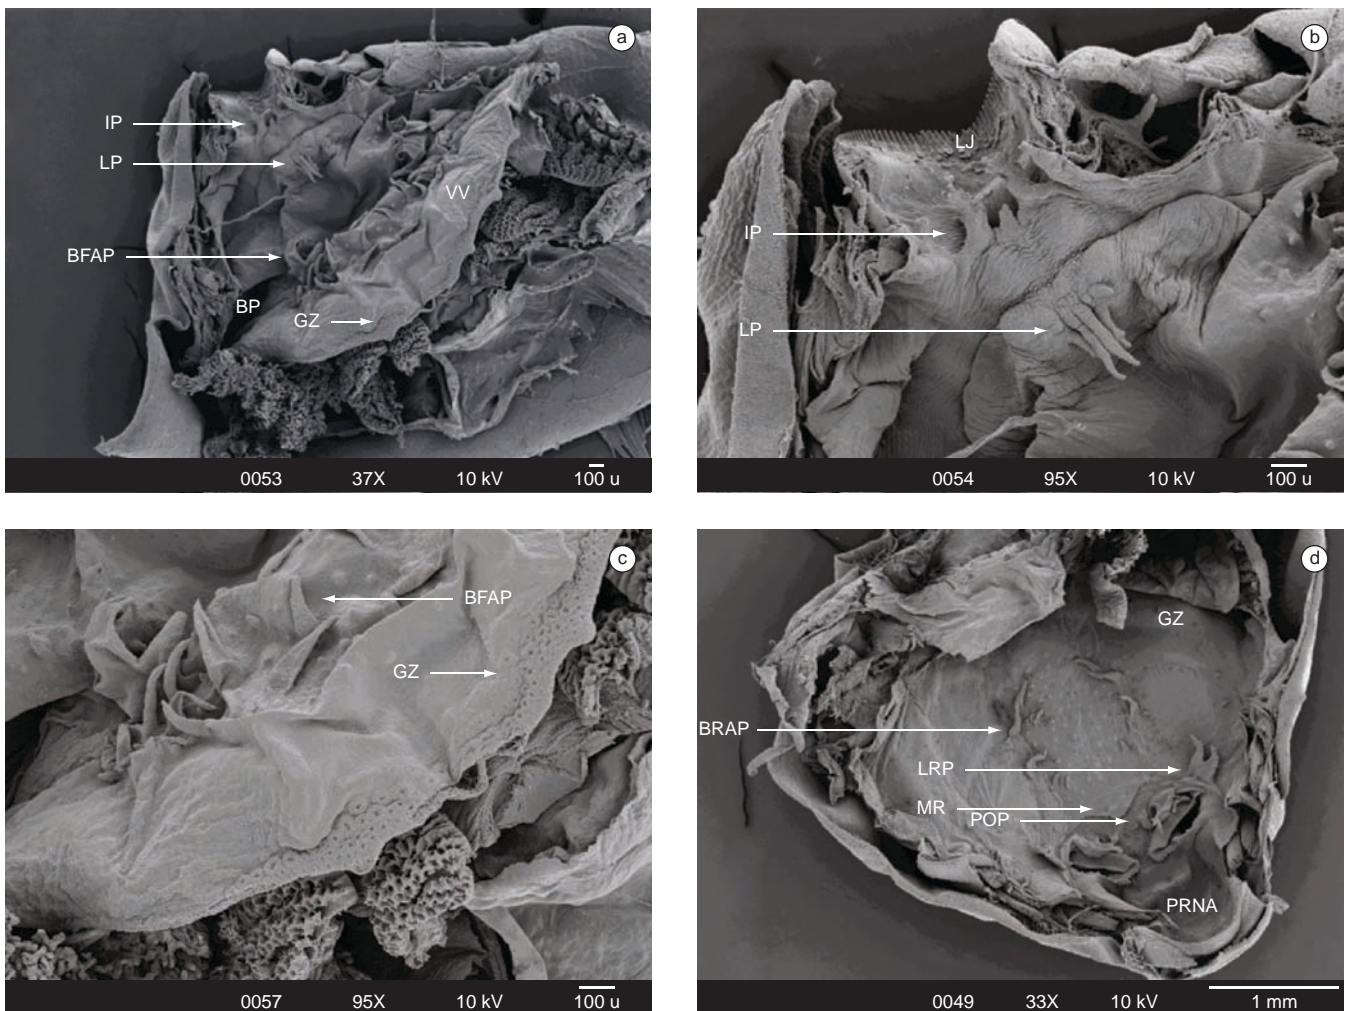 a
IP
LP
VV
BFAP
BP
GZ
0053 37X 10 kV 100 u
b
LJ
IP
LP
0054 95X 10 kV 100 u
c
BFAP
GZ
0057 95X 10 kV 100 u
d
GZ
BRAP
LRP
MR
POP
PRNA
0049 33X 10 kV 1 mm